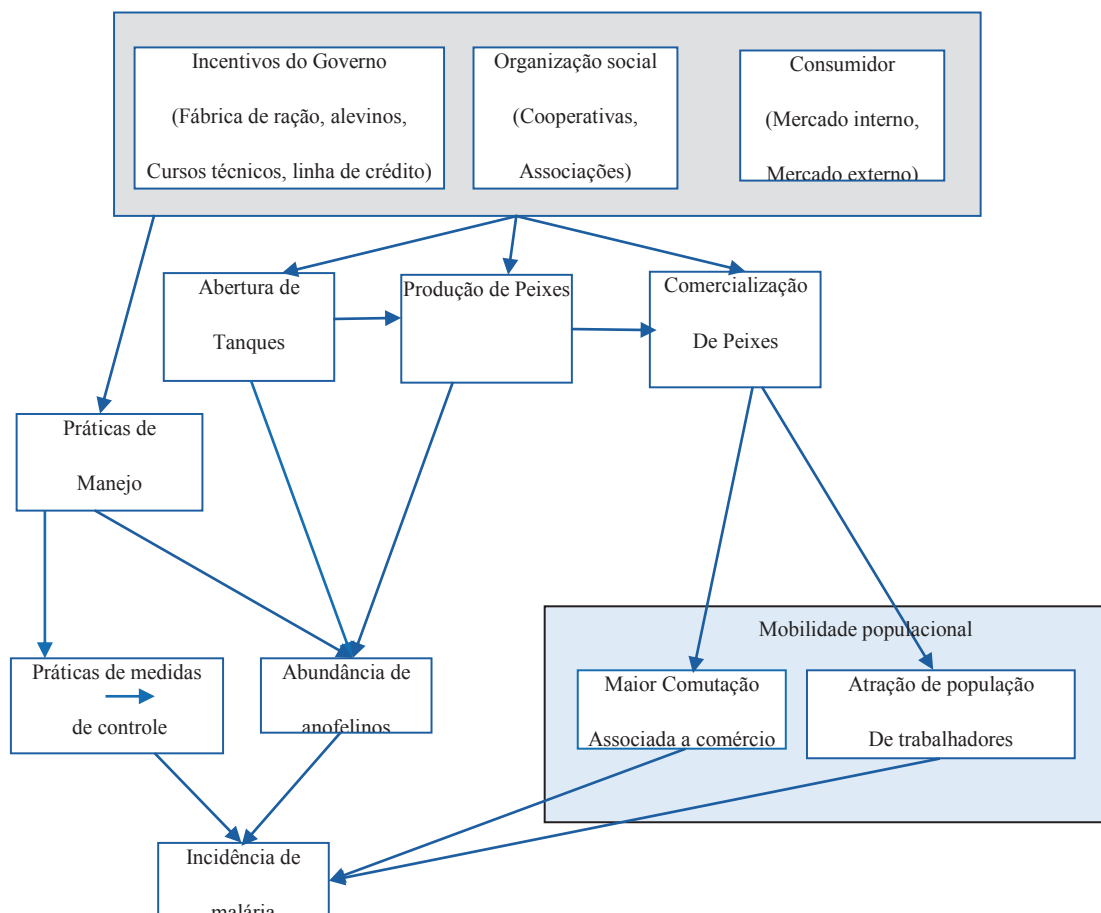 Incentivos do Governo
(Fábrica de ração, alevinos,
Cursos técnicos, linha de crédito)
Organização social
(Cooperativas,
Associações)
Consumidor
(Mercado interno,
Mercado externo)
Abertura de
Tanques
Produção de Peixes
Comercialização
De Peixes
Práticas de
Manejo
Mobilidade populacional
Práticas de medidas
de controle
Abundância de
anofelinos
Maior Comutação
Associada a comércio
Atração de população
De trabalhadores
Incidência de
malária